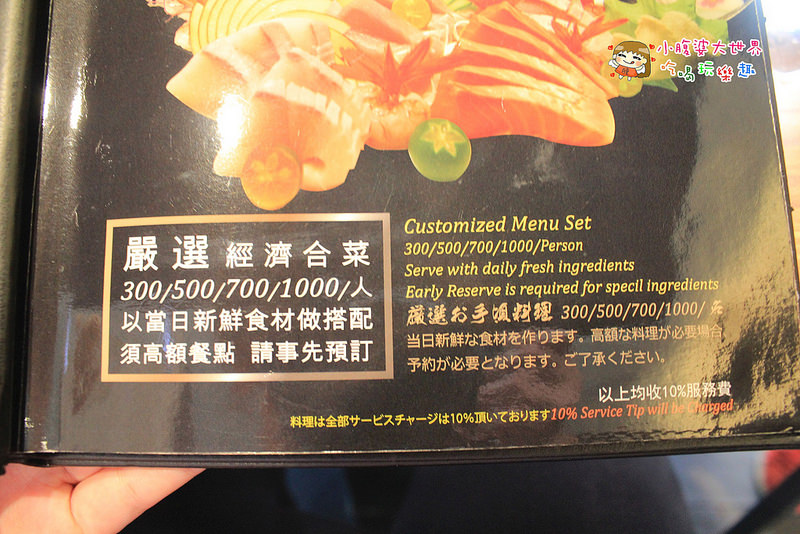 小腹婆大世界
吃喝玩樂趣
嚴選 經濟合菜
300/500/700/1000/人
以當日新鮮食材做搭配
須高額餐點 請事先預訂
Customized Menu Set
300/500/700/1000/Person
Serve with daily fresh ingredients
Early Reserve is required for specil ingredients
厳選お手頃料理 300/500/700/1000/名
当日新鮮な食材を作ります。高額な料理が必要場合
予約が必要となります。ご了承ください。
以上均收10%服務費
料理は全部サービスチャージは10%頂いております10% Service Tip will be Charged